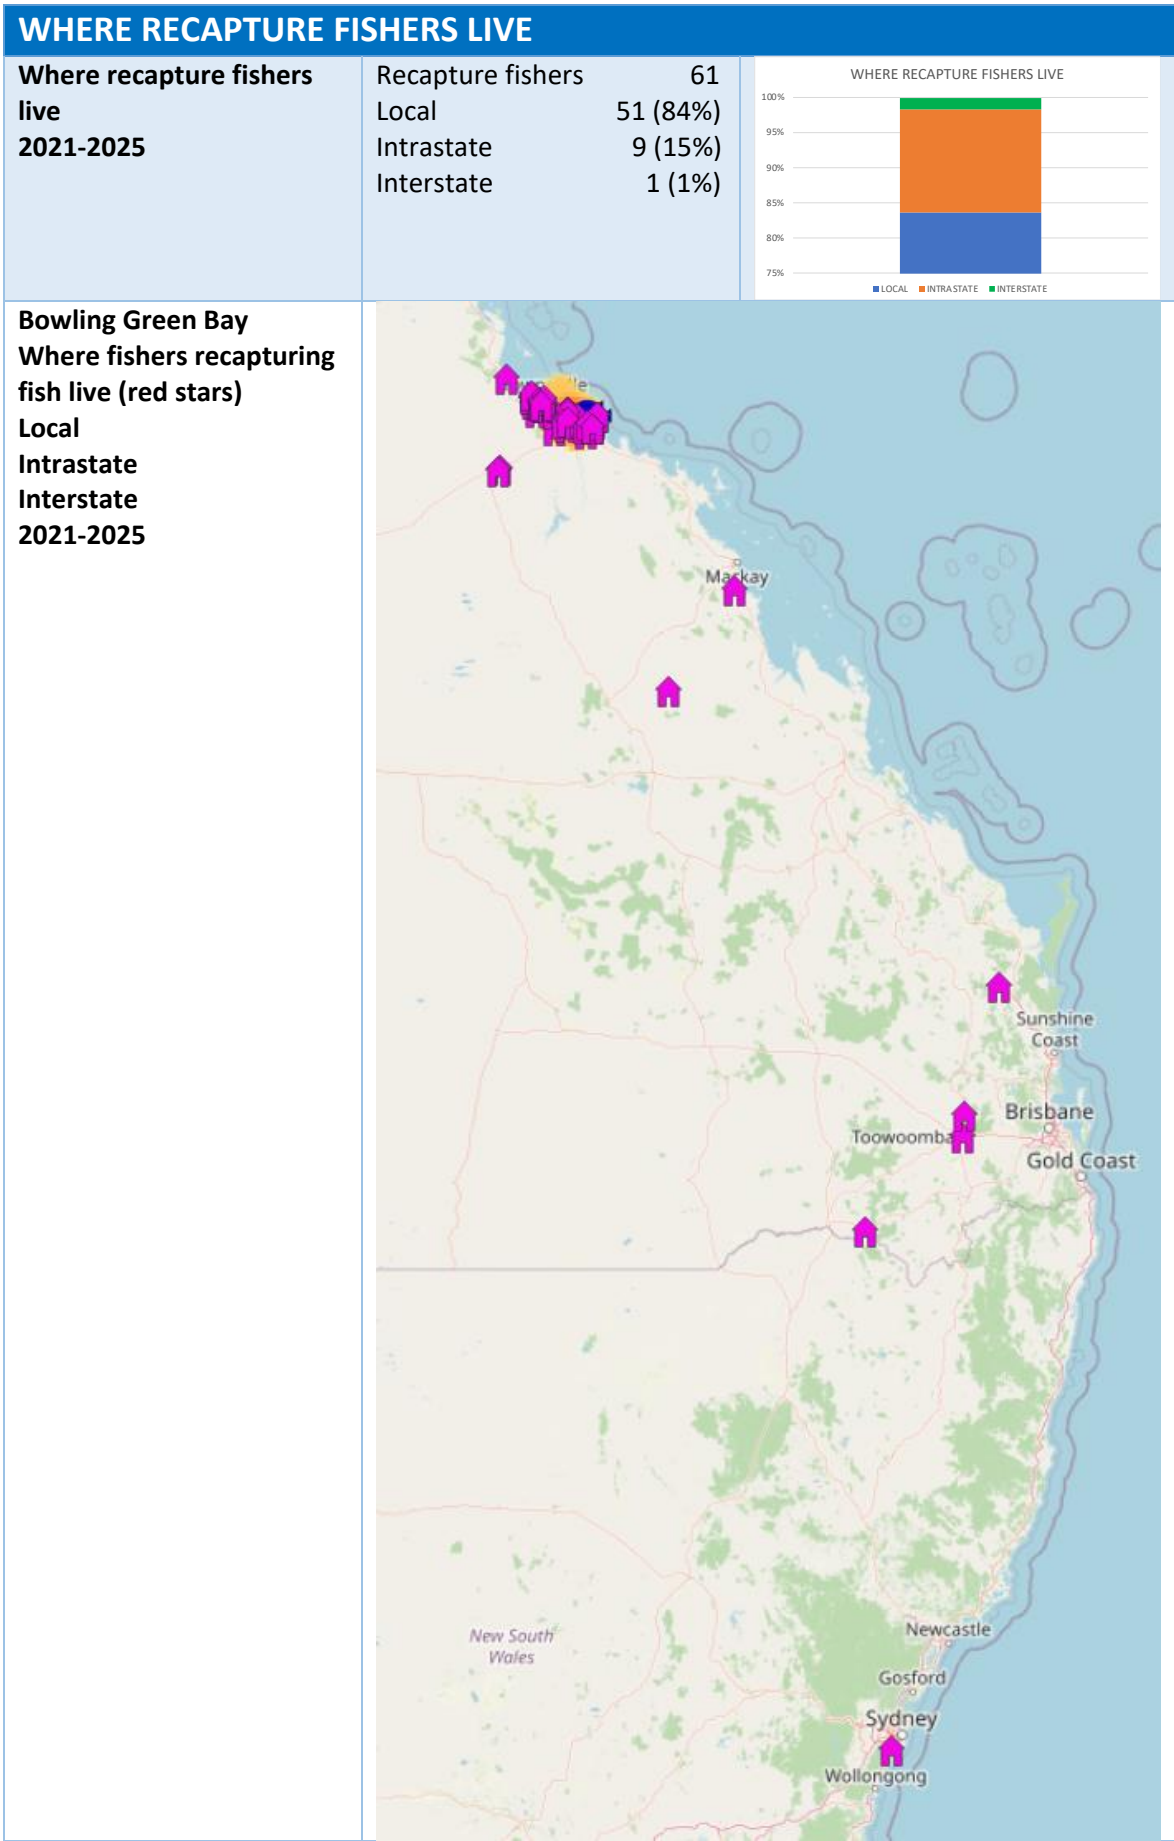 WHERE RECAPTURE FISHERS LIVE
Where recapture fishers
live
2021-2025
Recapture fishers 61
Local 51 (84%)
Intrastate 9 (15%)
Interstate 1 (1%)
WHERE RECAPTURE FISHERS LIVE
100%
95%
90%
85%
80%
75%
LOCAL INTRASTATE INTERSTATE
Bowling Green Bay
Where fishers recapturing
fish live (red stars)
Local
Intrastate
Interstate
2021-2025
Mackay
Sunshine
Coast
Brisbane
Toowoomba
Gold Coast
Newcastle
New South
Wales
Gosford
Sydney
Wollongong